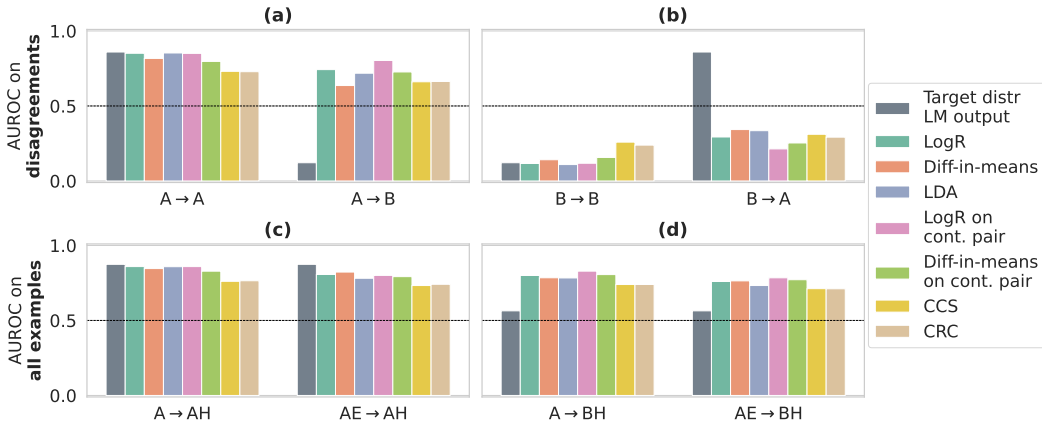 (a)
(b)
AUROC on
disagreements
1.0
0.5
0.0
A→A
A→B
B→B
B→A
(c)
(d)
AUROC on
all examples
1.0
0.5
0.0
A→AH
AE→AH
A→BH
AE→BH
Target distr
LM output
LogR
Diff-in-means
LDA
LogR on
cont. pair
Diff-in-means
on cont. pair
CCS
CRC